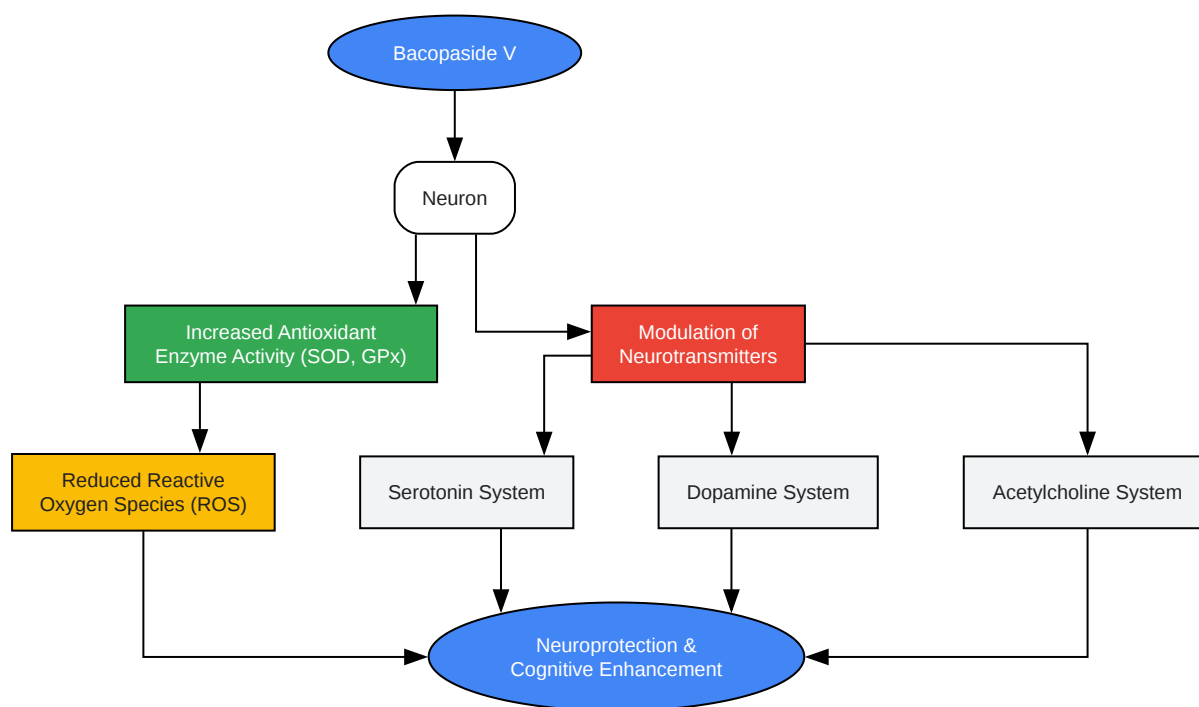 Bacopaside V
Neuron
Increased Antioxidant
Enzyme Activity (SOD, GPx)
Modulation of
Neurotransmitters
Reduced Reactive
Oxygen Species (ROS)
Serotonin System
Dopamine System
Acetylcholine System
Neuroprotection &
Cognitive Enhancement